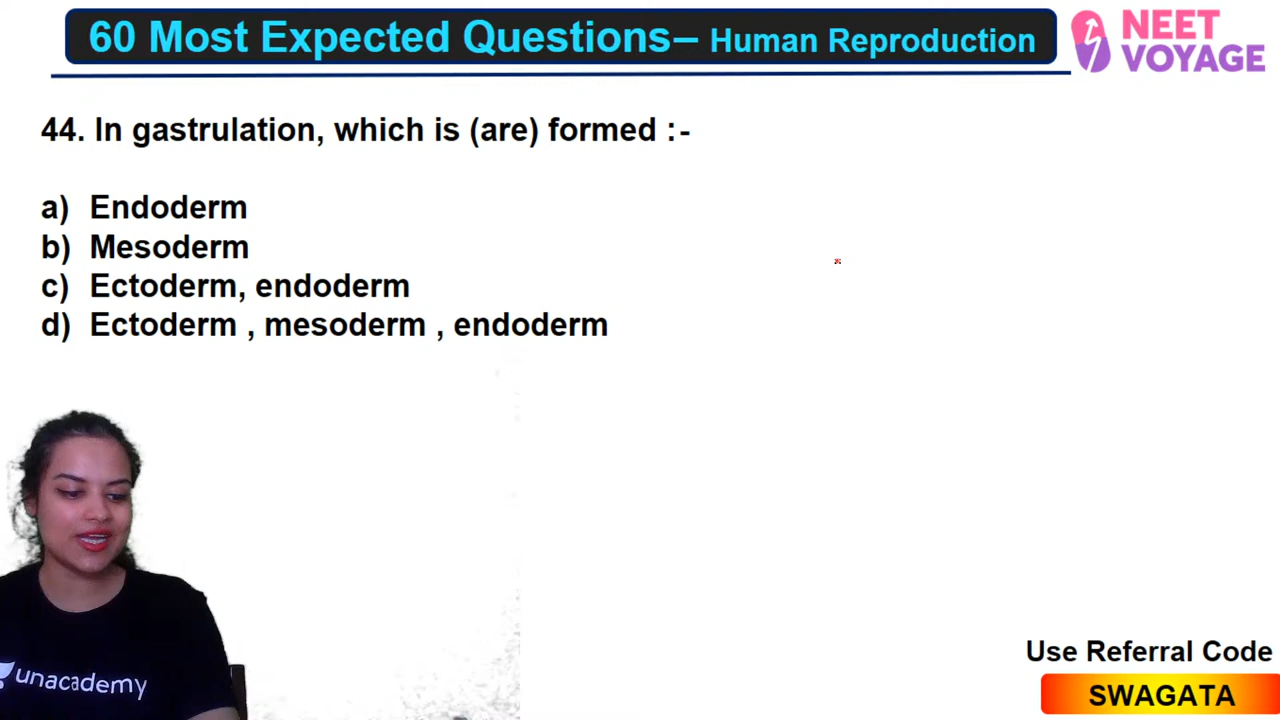 60 Most Expected Questions– Human Reproduction
NEET
VOYAGE
44. In gastrulation, which is (are) formed :-
a) Endoderm
b) Mesoderm
c) Ectoderm, endoderm
d) Ectoderm , mesoderm , endoderm
unacademy
Use Referral Code
SWAGATA